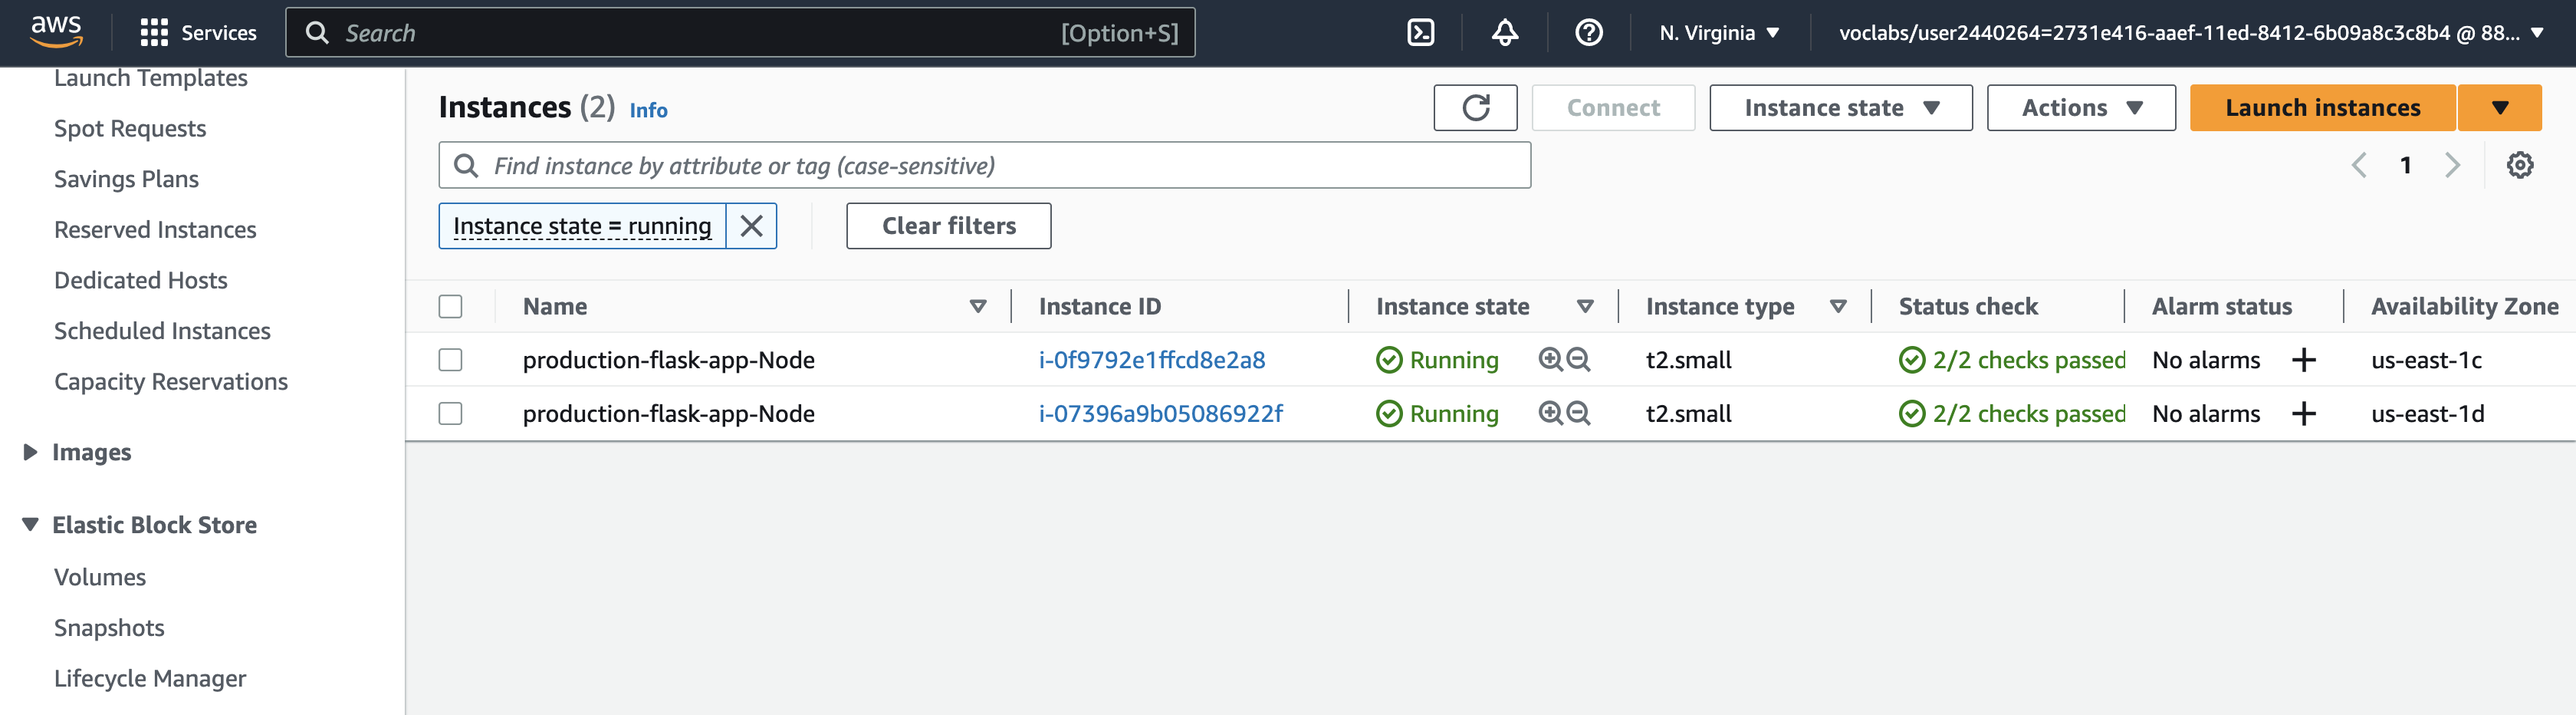 aws
Services
Search
[Option+S]
N. Virginia
voclabs/user2440264=2731e416-aaef-11ed-8412-6b09a8c3c8b4 @ 88...
Launch Templates
Spot Requests
Savings Plans
Reserved Instances
Dedicated Hosts
Scheduled Instances
Capacity Reservations
Images
Elastic Block Store
Volumes
Snapshots
Lifecycle Manager
Instances (2) Info
Connect
Instance state
Actions
Launch instances
Find instance by attribute or tag (case-sensitive)
1
Instance state = running
Clear filters
Name Instance ID Instance state Instance type Status check Alarm status Availability Zone
production-flask-app-Node i-0f9792e1ffcd8e2a8 Running t2.small 2/2 checks passed No alarms + us-east-1c
production-flask-app-Node i-07396a9b05086922f Running t2.small 2/2 checks passed No alarms + us-east-1d